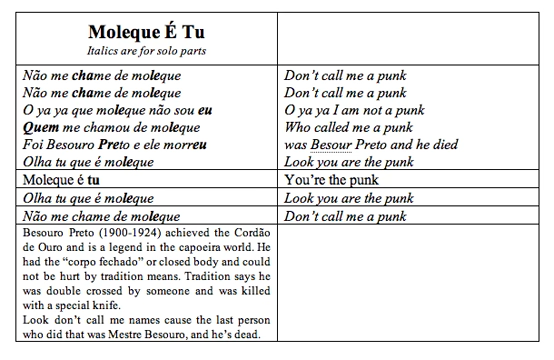 Moleque É Tu
Italics are for solo parts
Não me chame de moleque Don't call me a punk
Não me chame de moleque Don't call me a punk
O ya ya que moleque não sou eu O ya ya I am not a punk
Quem me chamou de moleque Who called me a punk
Foi Besouro Preto e ele morreu was Besour Preto and he died
Olha tu que é moleque Look you are the punk
Moleque é tu You're the punk
Olha tu que é moleque Look you are the punk
Não me chame de moleque Don't call me a punk
Besouro Preto (1900-1924) achieved the Cordão
de Ouro and is a legend in the capoeira world. He
had the "corpo fechado" or closed body and could
not be hurt by tradition means. Tradition says he
was double crossed by someone and was killed
with a special knife.
Look don't call me names cause the last person
who did that was Mestre Besouro, and he's dead.